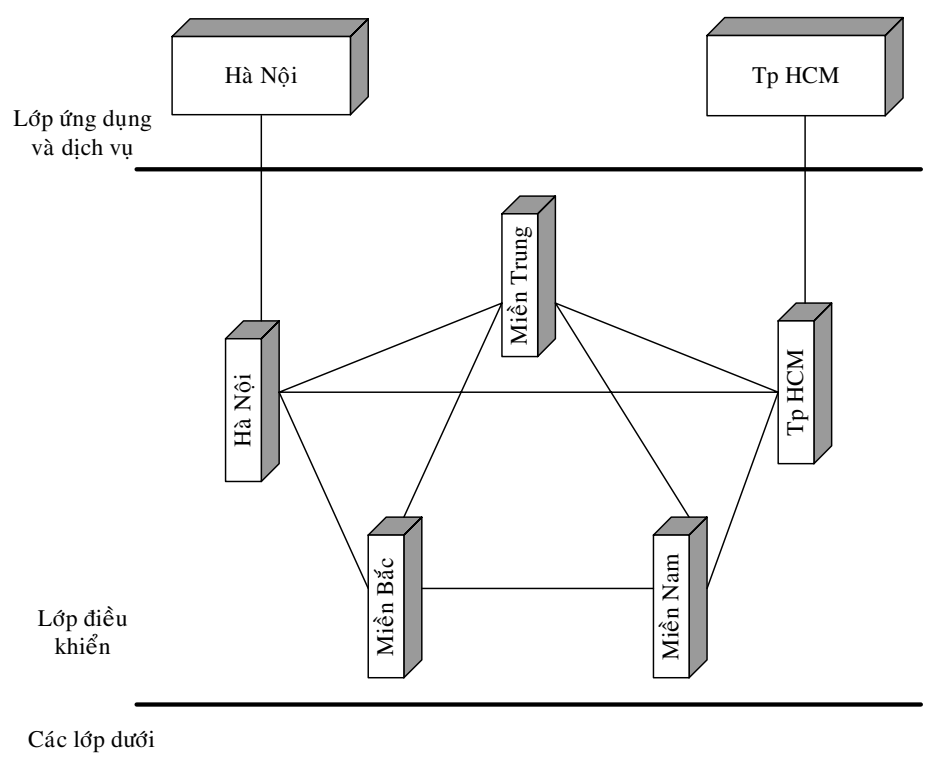 Hà Nội
Tp HCM
Lớp ứng dụng
và dịch vụ
Miền Trung
Hà Nội
Tp HCM
Miền Bắc
Miền Nam
Lớp điều
khiển
Các lớp dưới